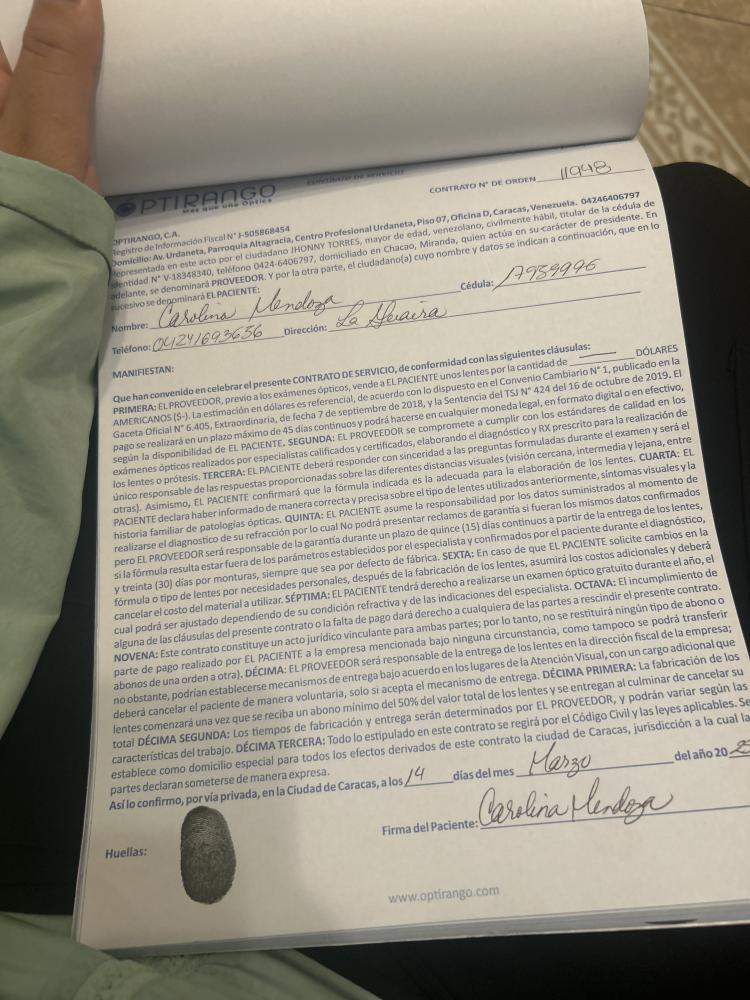 CONTRATO DE SERVICIO
OPTIRANGO
Más que una Óptica
CONTRATO N° DE ORDEN 11948
OPTIRANGO, C.A.
Registro de Información Fiscal N° J-505868454
Domicilio: Av. Urdaneta, Parroquia Altagracia, Centro Profesional Urdaneta, Piso 07, Oficina D, Caracas, Venezuela. 04246406797
Representada en este acto por el ciudadano JHONNY TORRES, mayor de edad, venezolano, civilmente hábil, titular de la cédula de
identidad N° V-18348340, teléfono 0424-6406797, domiciliado en Chacao, Miranda, quien actúa en su carácter de presidente. En
adelante, se denominará PROVEEDOR. Y por la otra parte, el ciudadano(a) cuyo nombre y datos se indican a continuación, que en lo
sucesivo se denominará EL PACIENTE:
Nombre: Carolina Mendoza Cédula: 17959996
Teléfono: 04241693656 Dirección: La Guaira
MANIFIESTAN:
Que han convenido en celebrar el presente CONTRATO DE SERVICIO, de conformidad con las siguientes cláusulas:
PRIMERA: EL PROVEEDOR, previo a los exámenes ópticos, vende a EL PACIENTE unos lentes por la cantidad de ______ DÓLARES
AMERICANOS ($-). La estimación en dólares es referencial, de acuerdo con lo dispuesto en el Convenio Cambiario N° 1, publicado en la
Gaceta Oficial N° 6.405, Extraordinaria, de fecha 7 de septiembre de 2018, y la Sentencia del TSJ N° 424 del 16 de octubre de 2019. El
pago se realizará en un plazo máximo de 45 días continuos y podrá hacerse en cualquier moneda legal, en formato digital o en efectivo,
según la disponibilidad de EL PACIENTE. SEGUNDA: EL PROVEEDOR se compromete a cumplir con los estándares de calidad en los
exámenes ópticos realizados por especialistas calificados y certificados, elaborando el diagnóstico y RX prescrito para la realización de
los lentes o prótesis. TERCERA: EL PACIENTE deberá responder con sinceridad a las preguntas formuladas durante el examen y será el
único responsable de las respuestas proporcionadas sobre las diferentes distancias visuales (visión cercana, intermedia y lejana, entre
otras). Asimismo, EL PACIENTE confirmará que la fórmula indicada es la adecuada para la elaboración de los lentes. CUARTA: EL
PACIENTE declara haber informado de manera correcta y precisa sobre el tipo de lentes utilizados anteriormente, síntomas visuales y la
historia familiar de patologías ópticas. QUINTA: EL PACIENTE asume la responsabilidad por los datos suministrados al momento de
realizarse el diagnostico de su refracción por lo cual No podrá presentar reclamos de garantía si fueran los mismos datos confirmados
pero EL PROVEEDOR será responsable de la garantía durante un plazo de quince (15) días continuos a partir de la entrega de los lentes,
si la fórmula resulta estar fuera de los parámetros establecidos por el especialista y confirmados por el paciente durante el diagnóstico,
y treinta (30) días por monturas, siempre que sea por defecto de fábrica. SEXTA: En caso de que EL PACIENTE solicite cambios en la
fórmula o tipo de lentes por necesidades personales, después de la fabricación de los lentes, asumirá los costos adicionales y deberá
cancelar el costo del material a utilizar. SÉPTIMA: EL PACIENTE tendrá derecho a realizarse un examen óptico gratuito durante el año, el
cual podrá ser ajustado dependiendo de su condición refractiva y de las indicaciones del especialista. OCTAVA: El incumplimiento de
alguna de las cláusulas del presente contrato o la falta de pago dará derecho a cualquiera de las partes a rescindir el presente contrato.
NOVENA: Este contrato constituye un acto jurídico vinculante para ambas partes; por lo tanto, no se restituirá ningún tipo de abono o
parte de pago realizado por EL PACIENTE a la empresa mencionada bajo ninguna circunstancia, como tampoco se podrá transferir
abonos de una orden a otra). DÉCIMA: EL PROVEEDOR será responsable de la entrega de los lentes en la dirección fiscal de la empresa;
no obstante, podrían establecerse mecanismos de entrega bajo acuerdo en los lugares de la Atención Visual, con un cargo adicional que
deberá cancelar el paciente de manera voluntaria, solo si acepta el mecanismo de entrega. DÉCIMA PRIMERA: La fabricación de los
lentes comenzará una vez que se reciba un abono mínimo del 50% del valor total de los lentes y se entregan al culminar de cancelar su
total DÉCIMA SEGUNDA: Los tiempos de fabricación y entrega serán determinados por EL PROVEEDOR, y podrán variar según las
características del trabajo. DÉCIMA TERCERA: Todo lo estipulado en este contrato se regirá por el Código Civil y las leyes aplicables. Se
establece como domicilio especial para todos los efectos derivados de este contrato la ciudad de Caracas, jurisdicción a la cual la
partes declaran someterse de manera expresa.
Así lo confirmo, por vía privada, en la Ciudad de Caracas, a los 14 días del mes Marzo del año 20 25
Firma del Paciente: Carolina Mendoza
Huellas:
www.optirango.com